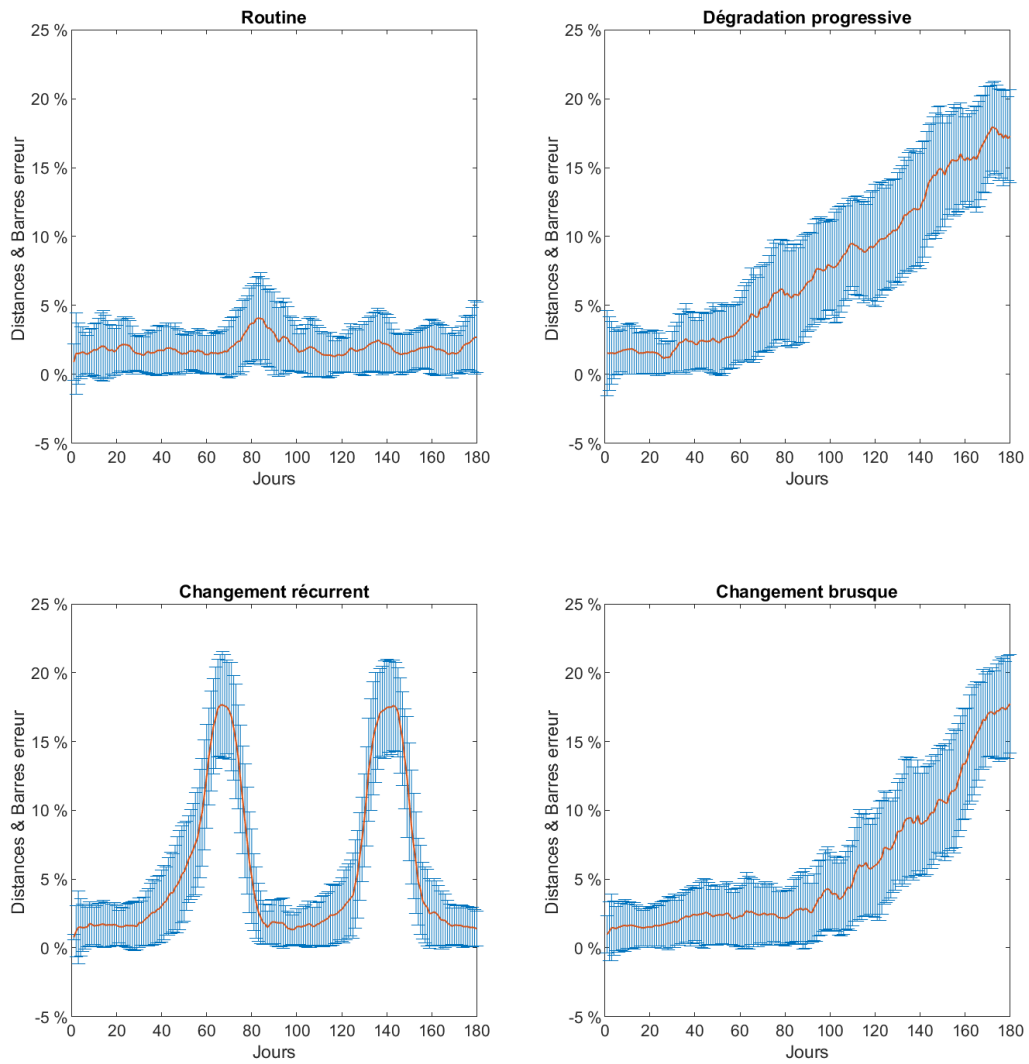 Routine
25 %
20 %
15 %
10 %
5 %
0 %
-5 %
0 20 40 60 80 100 120 140 160 180
Jours
Distances & Barres erreur
Dégradation progressive
25 %
20 %
15 %
10 %
5 %
0 %
-5 %
0 20 40 60 80 100 120 140 160 180
Jours
Distances & Barres erreur
Changement récurrent
25 %
20 %
15 %
10 %
5 %
0 %
-5 %
0 20 40 60 80 100 120 140 160 180
Jours
Distances & Barres erreur
Changement brusque
25 %
20 %
15 %
10 %
5 %
0 %
-5 %
0 20 40 60 80 100 120 140 160 180
Jours
Distances & Barres erreur